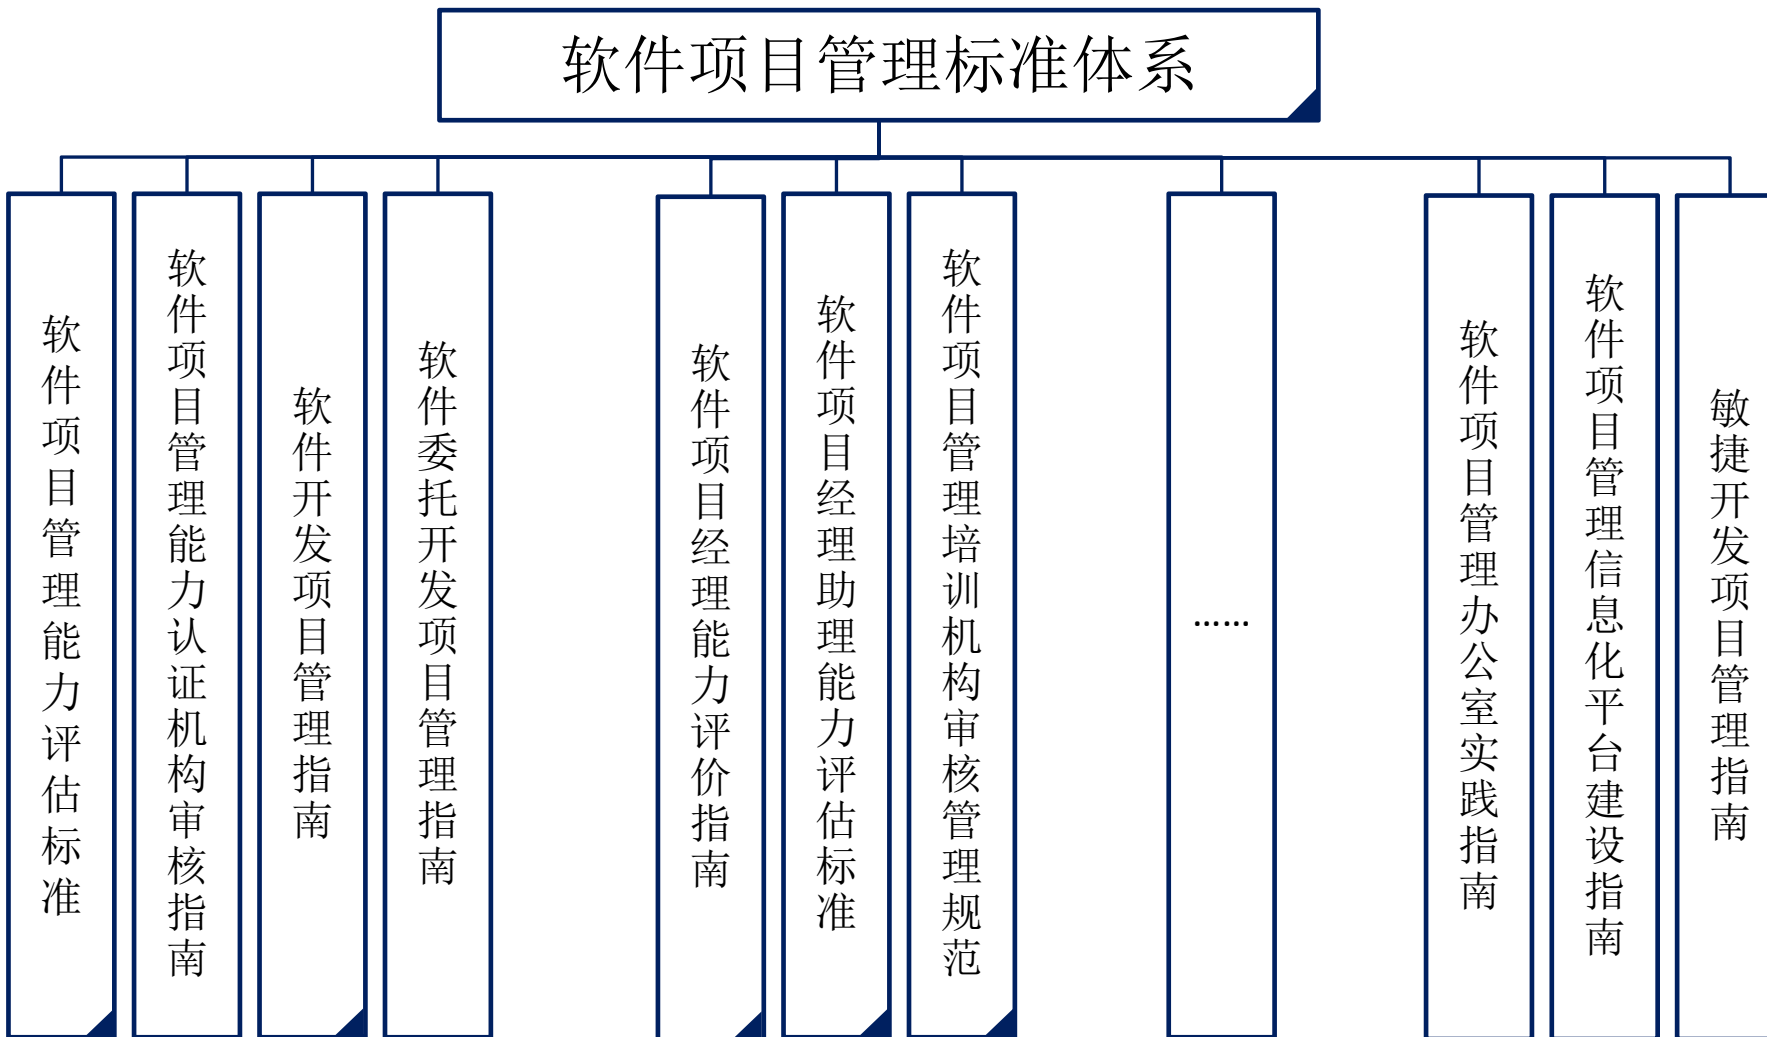 软件项目管理标准体系
软件项目管理能力评估标准
软件项目管理能力认证机构审核指南
软件开发项目管理指南
软件委托开发项目管理指南
软件项目经理能力评价指南
软件项目经理助理能力评估标准
软件项目管理培训机构审核管理规范
……
软件项目管理办公室实践指南
软件项目管理信息化平台建设指南
敏捷开发项目管理指南